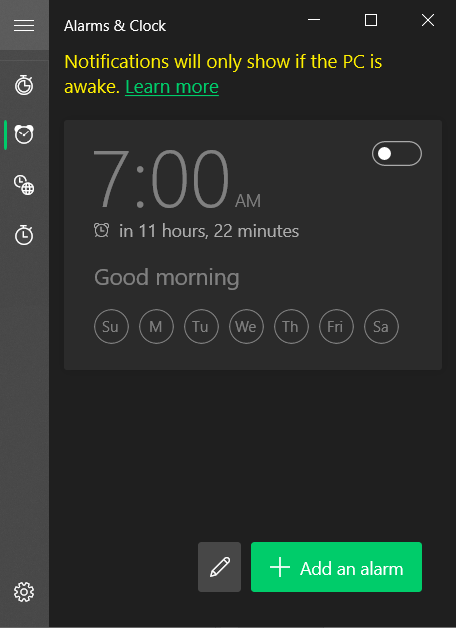 Alarms & Clock
Notifications will only show if the PC is
awake. Learn more
7:00 AM
in 11 hours, 22 minutes
Good morning
Su M Tu We Th Fri Sa
Add an alarm